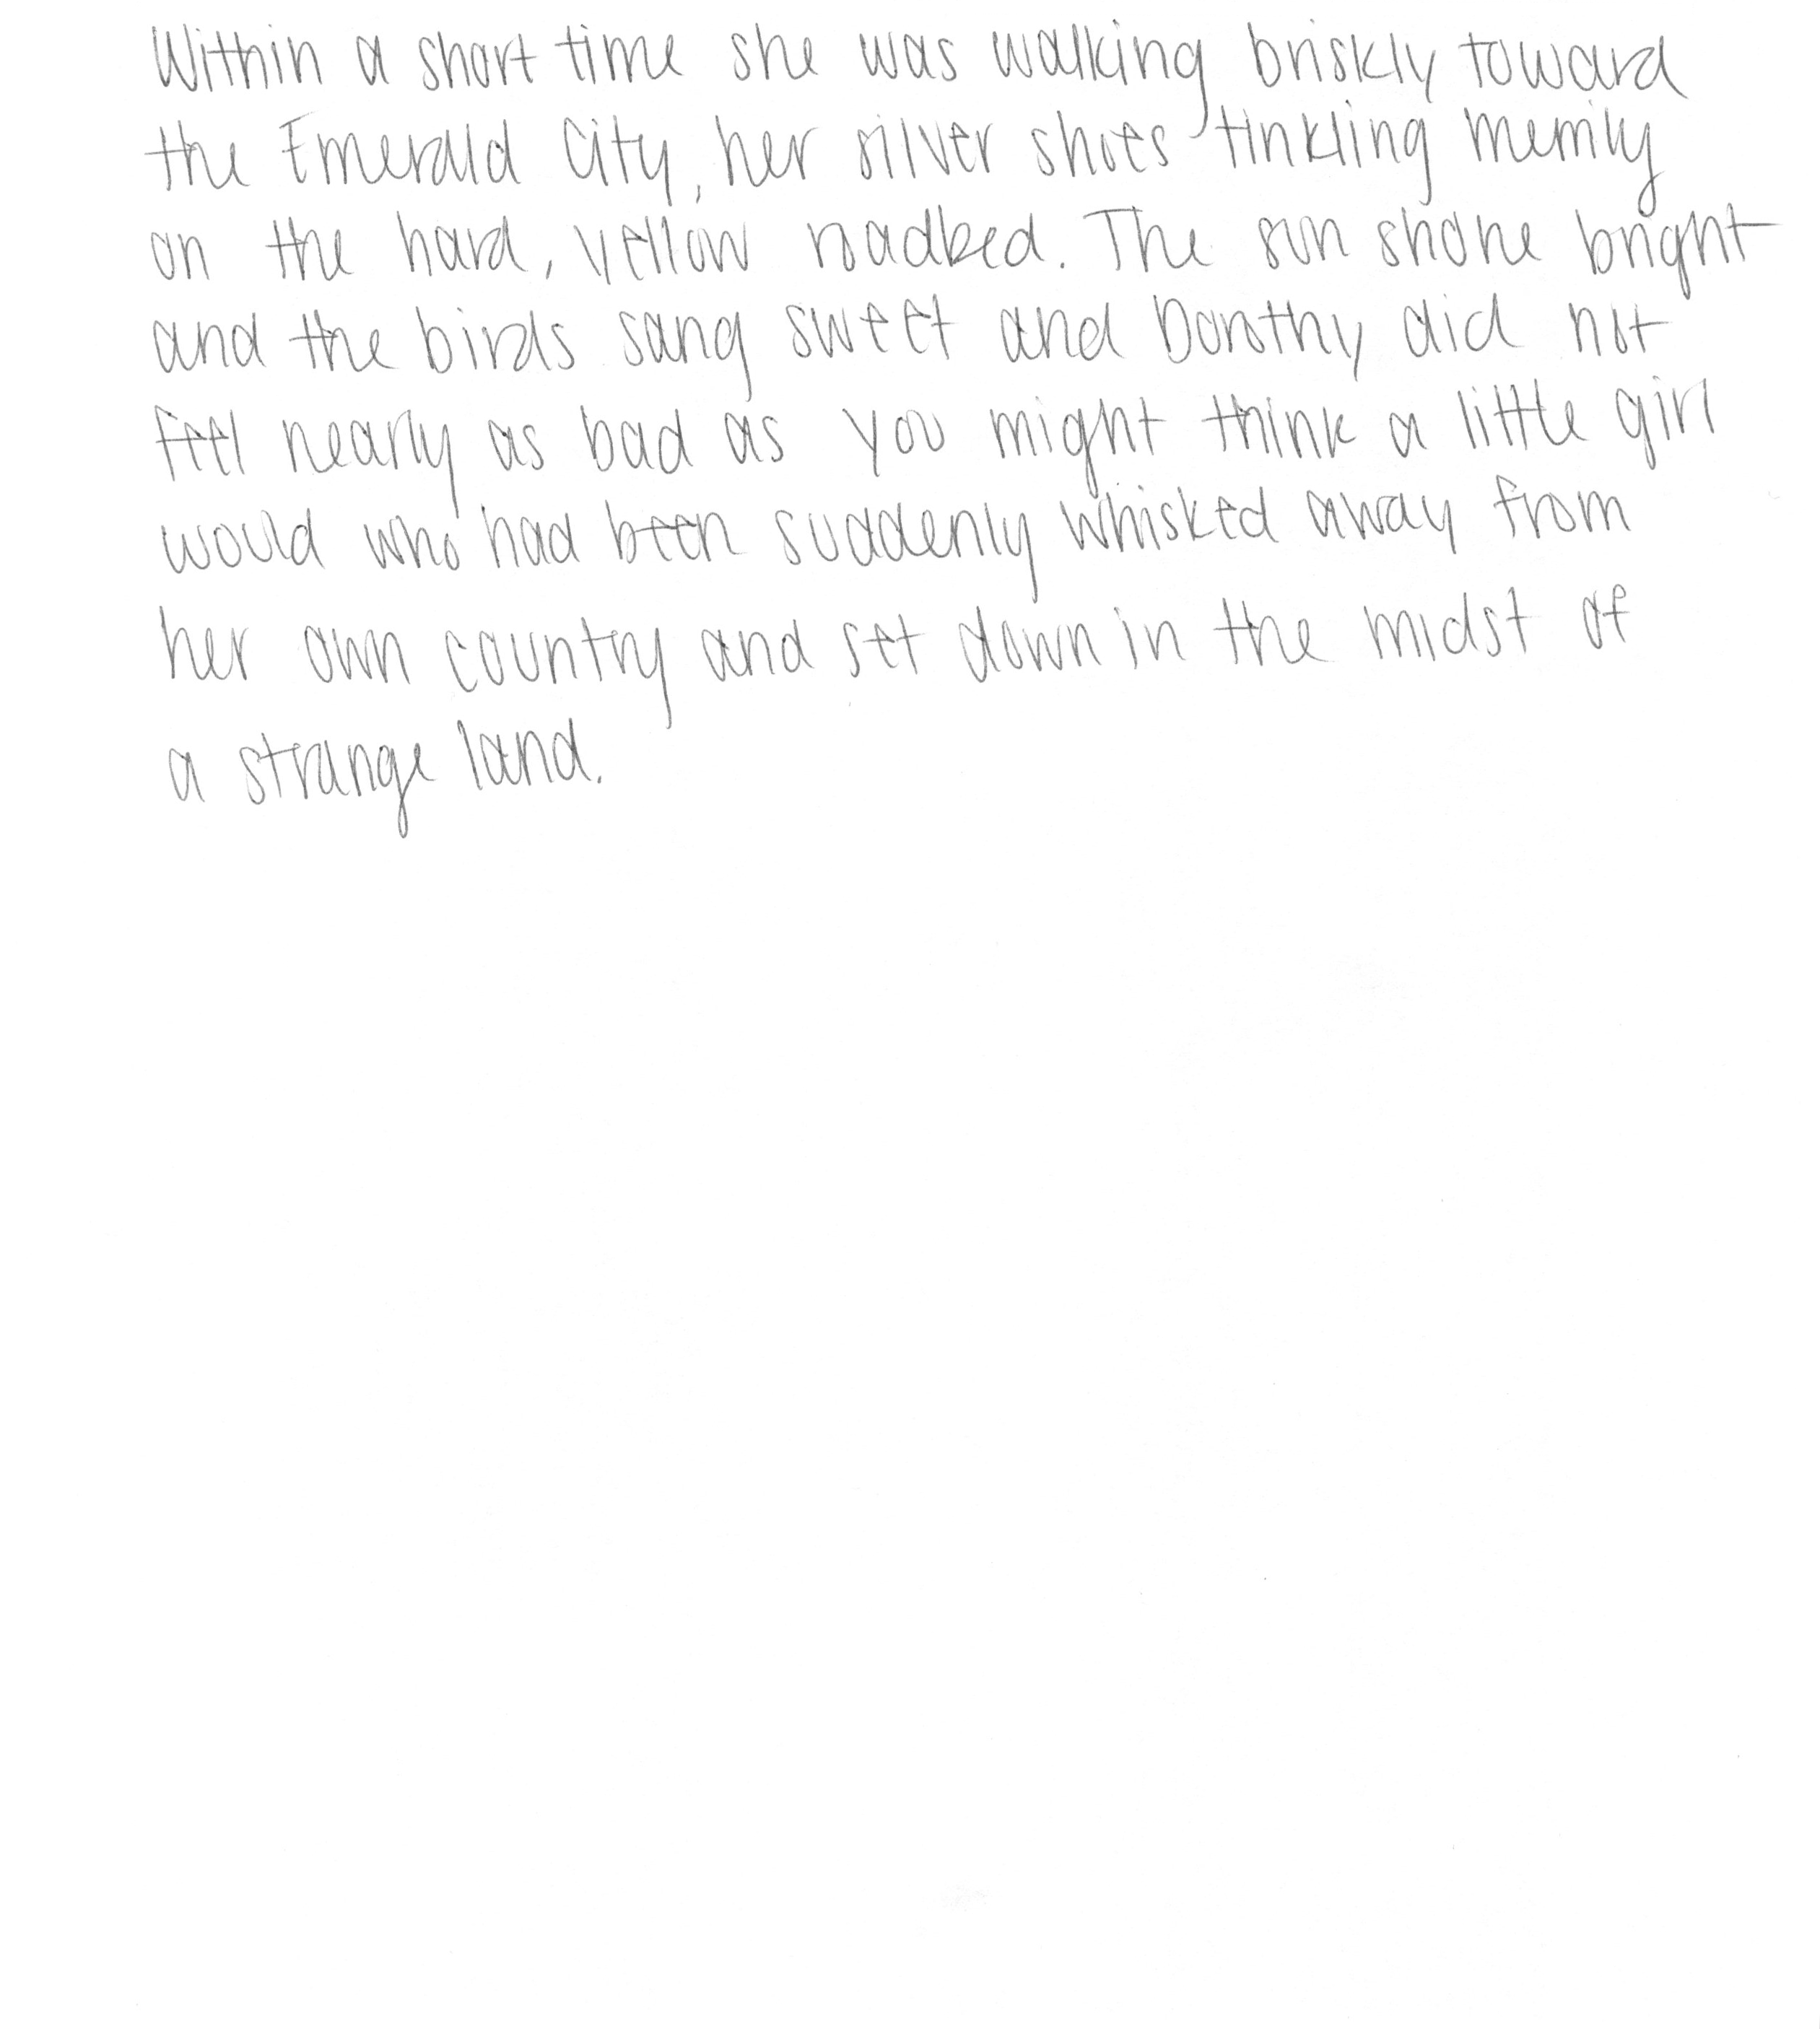 Within a short time she was walking briskly toward
the Emerald City, her silver shoes tinkling merrily
on the hard, yellow roadbed. The sun shone bright
and the birds sang sweet and Dorothy did not
feel nearly as bad as you might think a little girl
would who had been suddenly whisked away from
her own country and set down in the midst of
a strange land.